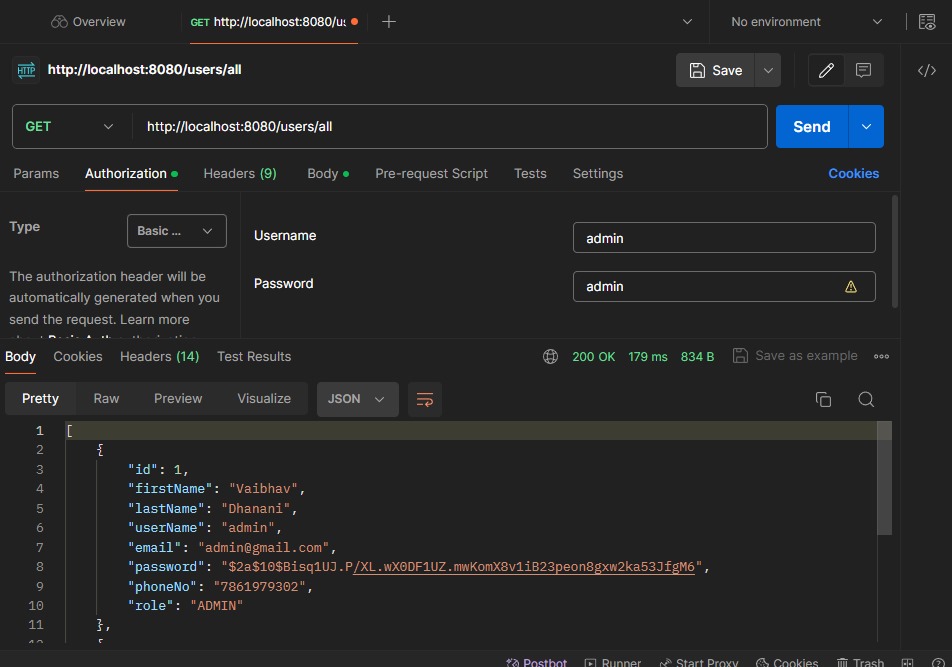 Overview
GET http://localhost:8080/us
No environment
HTTP http://localhost:8080/users/all
Save
GET http://localhost:8080/users/all
Send
Params Authorization Headers (9) Body Pre-request Script Tests Settings Cookies
Type
Basic ...
The authorization header will be
automatically generated when you
send the request. Learn more
Username admin
Password admin
Body Cookies Headers (14) Test Results 200 OK 179 ms 834 B Save as example
Pretty Raw Preview Visualize JSON
1 [
2 {
3 "id": 1,
4 "firstName": "Vaibhav",
5 "lastName": "Dhanani",
6 "userName": "admin",
7 "email": "admin@gmail.com",
8 "password": "$2a$10$Bisq1UJ.P/XL.wX0DF1UZ.mwKomX8v1iB23peon8gxw2ka53JfgM6",
9 "phoneNo": "7861979302",
10 "role": "ADMIN"
11 },
Postbot Runner Start Proxy Cookies Trash